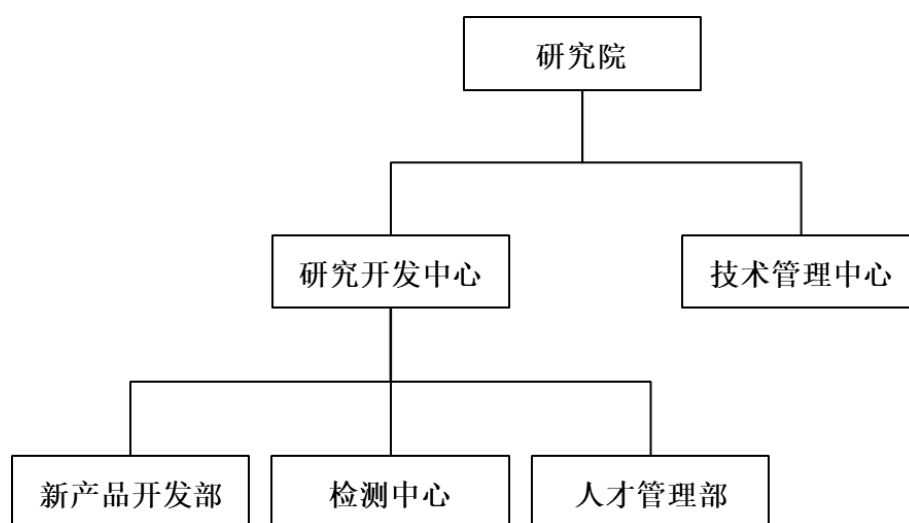 研究院
研究开发中心
技术管理中心
新产品开发部
检测中心
人才管理部